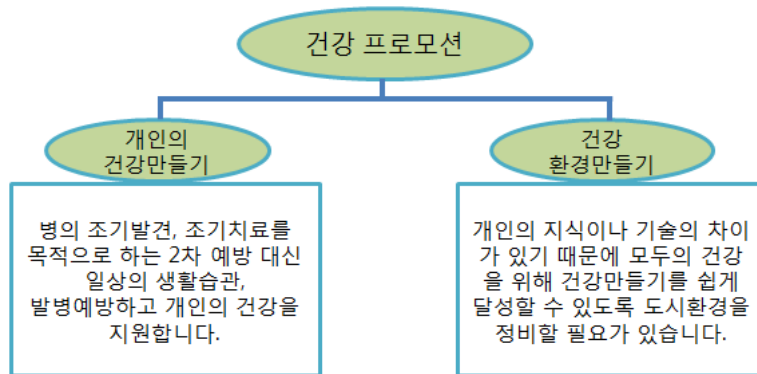 건강 프로모션
개인의
건강만들기
병의 조기발견, 조기치료를
목적으로 하는 2차 예방 대신
일상의 생활습관,
발병예방하고 개인의 건강을
지원합니다.
건강
환경만들기
개인의 지식이나 기술의 차이
가 있기 때문에 모두의 건강
을 위해 건강만들기를 쉽게
달성할 수 있도록 도시환경을
정비할 필요가 있습니다.